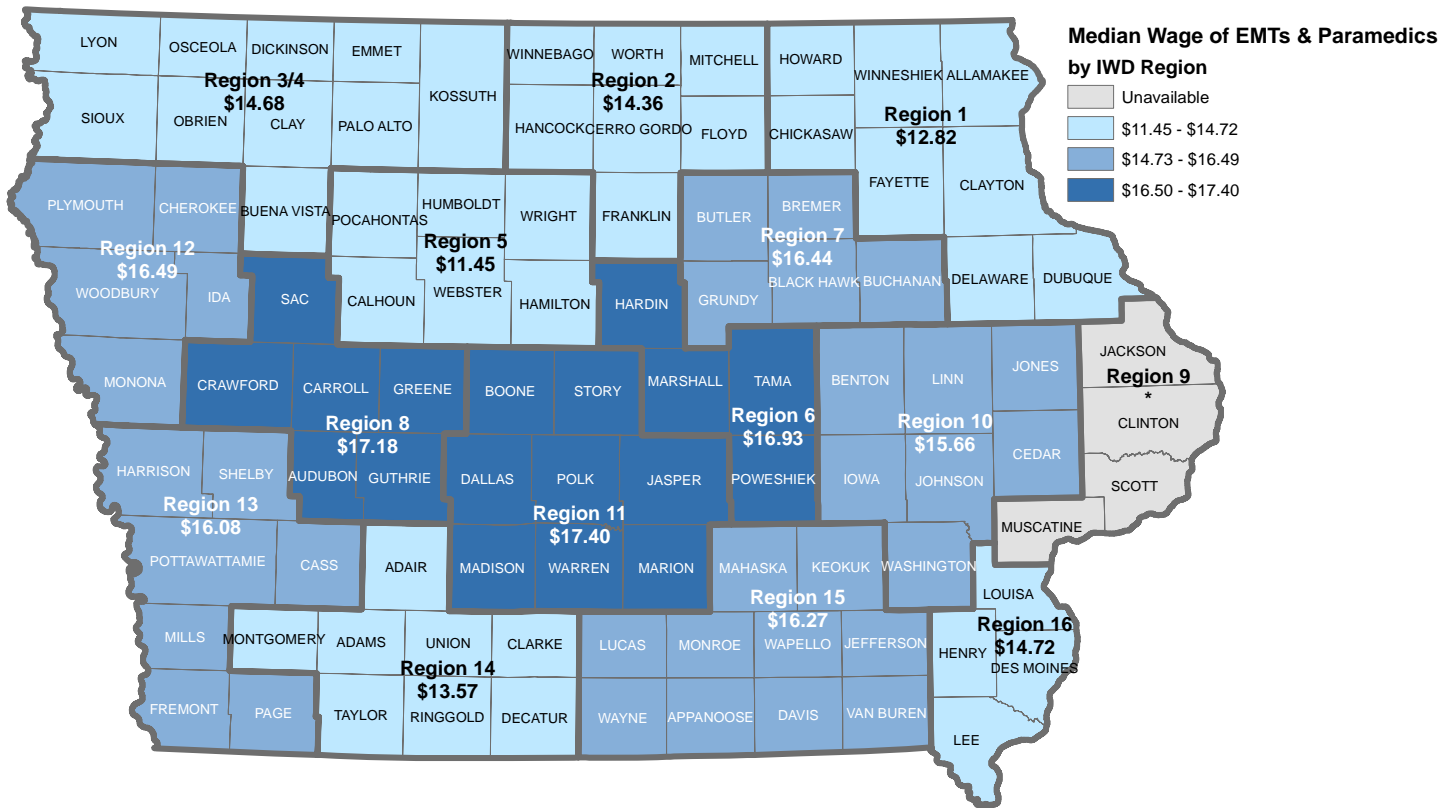 Median Wage of EMTs & Paramedics
by IWD Region
Unavailable
$11.45 - $14.72
$14.73 - $16.49
$16.50 - $17.40
LYON
OSCEOLA
DICKINSON
EMMET
SIOUX
OBRIEN
CLAY
PALO ALTO
KOSSUTH
Region 3/4
$14.68
BUENA VISTA
WINNEBAGO
WORTH
MITCHELL
HANCOCK
CERRO GORDO
FLOYD
Region 2
$14.36
FRANKLIN
HOWARD
WINNESHIEK
ALLAMAKEE
CHICKASAW
Region 1
$12.82
FAYETTE
CLAYTON
DELAWARE
DUBUQUE
PLYMOUTH
CHEROKEE
Region 12
$16.49
WOODBURY
IDA
MONONA
POCAHONTAS
HUMBOLDT
WRIGHT
Region 5
$11.45
CALHOUN
WEBSTER
HAMILTON
BUTLER
BREMER
Region 7
$16.44
GRUNDY
BLACK HAWK
BUCHANAN
SAC
HARDIN
CRAWFORD
CARROLL
GREENE
Region 8
$17.18
AUDUBON
GUTHRIE
BOONE
STORY
DALLAS
POLK
JASPER
Region 11
$17.40
MADISON
WARREN
MARION
MARSHALL
TAMA
Region 6
$16.93
POWESHIEK
BENTON
LINN
JONES
Region 10
$15.66
IOWA
JOHNSON
CEDAR
WASHINGTON
JACKSON
Region 9
*
CLINTON
SCOTT
MUSCATINE
HARRISON
SHELBY
Region 13
$16.08
POTTAWATTAMIE
CASS
MILLS
FREMONT
PAGE
ADAIR
MONTGOMERY
ADAMS
UNION
CLARKE
Region 14
$13.57
TAYLOR
RINGGOLD
DECATUR
MAHASKA
KEOKUK
Region 15
$16.27
LUCAS
MONROE
WAPELLO
JEFFERSON
WAYNE
APPANOOSE
DAVIS
VAN BUREN
LOUISA
Region 16
$14.72
HENRY
DES MOINES
LEE